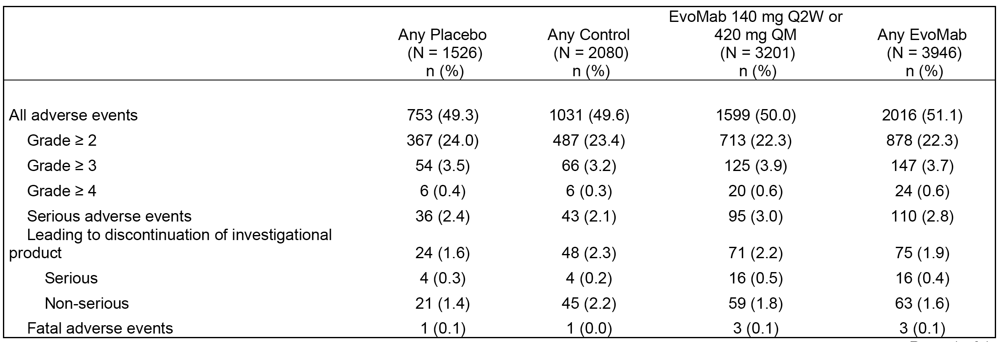 EvoMab 140 mg Q2W or
Any Placebo Any Control 420 mg QM Any EvoMab
(N = 1526) (N = 2080) (N = 3201) (N = 3946)
n (%) n (%) n (%) n (%)
All adverse events 753 (49.3) 1031 (49.6) 1599 (50.0) 2016 (51.1)
Grade ≥ 2 367 (24.0) 487 (23.4) 713 (22.3) 878 (22.3)
Grade ≥ 3 54 (3.5) 66 (3.2) 125 (3.9) 147 (3.7)
Grade ≥ 4 6 (0.4) 6 (0.3) 20 (0.6) 24 (0.6)
Serious adverse events 36 (2.4) 43 (2.1) 95 (3.0) 110 (2.8)
Leading to discontinuation of investigational
product 24 (1.6) 48 (2.3) 71 (2.2) 75 (1.9)
Serious 4 (0.3) 4 (0.2) 16 (0.5) 16 (0.4)
Non-serious 21 (1.4) 45 (2.2) 59 (1.8) 63 (1.6)
Fatal adverse events 1 (0.1) 1 (0.0) 3 (0.1) 3 (0.1)